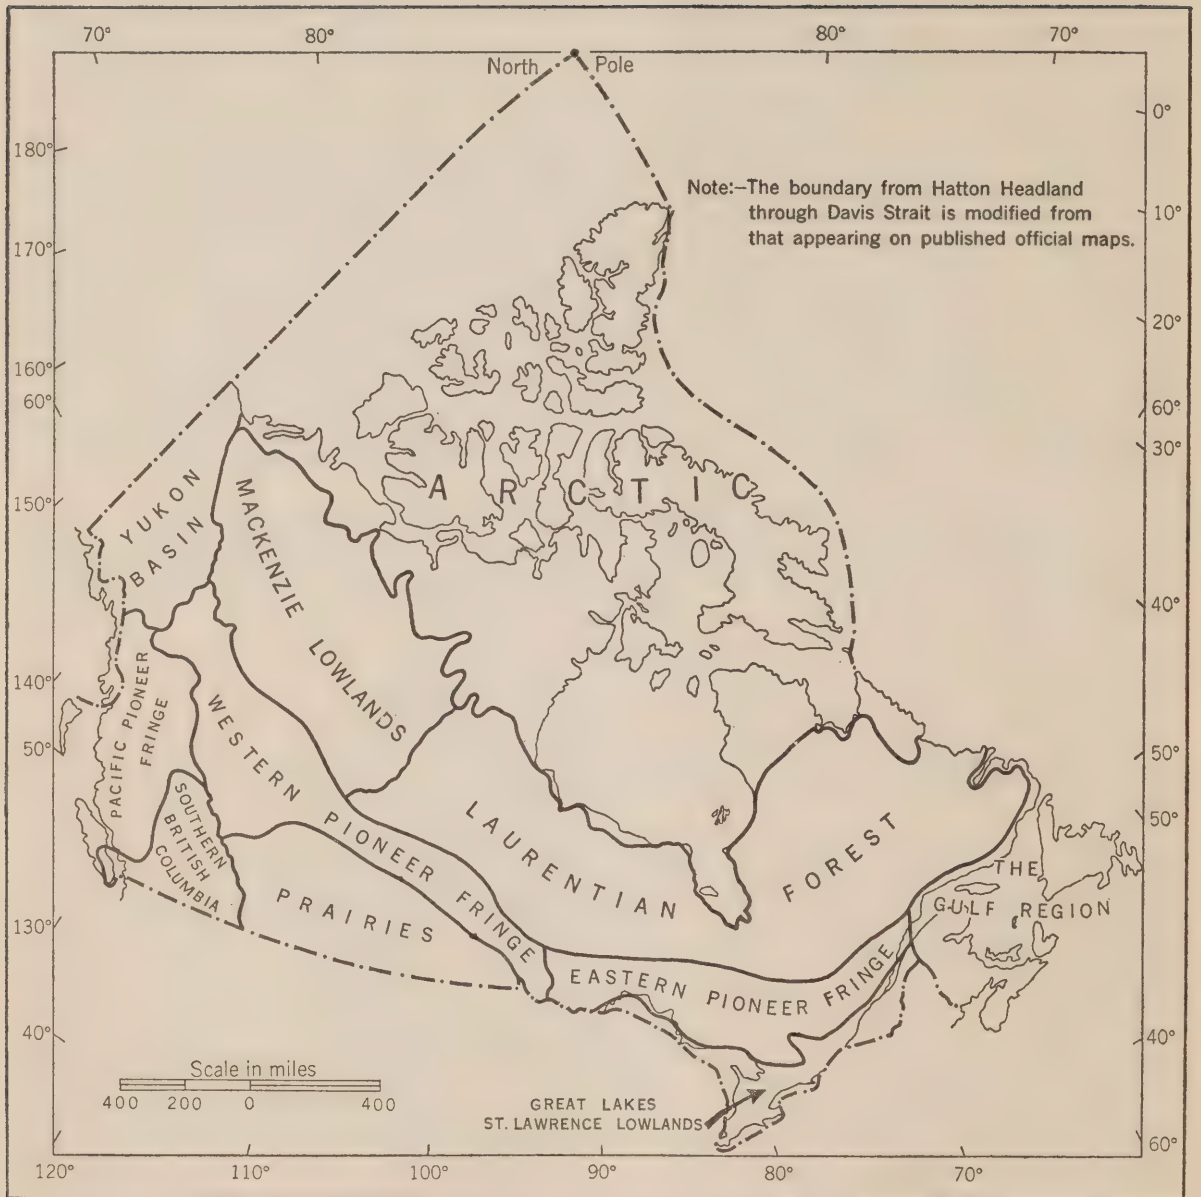 70° 80° 80° 70°
North Pole
0°
180°
Note:-The boundary from Hatton Headland
through Davis Strait is modified from
that appearing on published official maps.
10°
170°
20°
160°
60°
60°
30°
ARCTIC
150°
YUKON
BASIN
MACKENZIE LOWLANDS
40°
140°
PACIFIC PIONEER
FRINGE
WESTERN PIONEER FRINGE
50°
50°
SOUTHERN
BRITISH
COLUMBIA
LAURENTIAN FOREST
50°
THE
GULF REGION
PRAIRIES
130°
EASTERN PIONEER FRINGE
40°
40°
Scale in miles
400 200 0 400
GREAT LAKES
ST. LAWRENCE LOWLANDS
60°
120° 110° 100° 90° 80° 70°